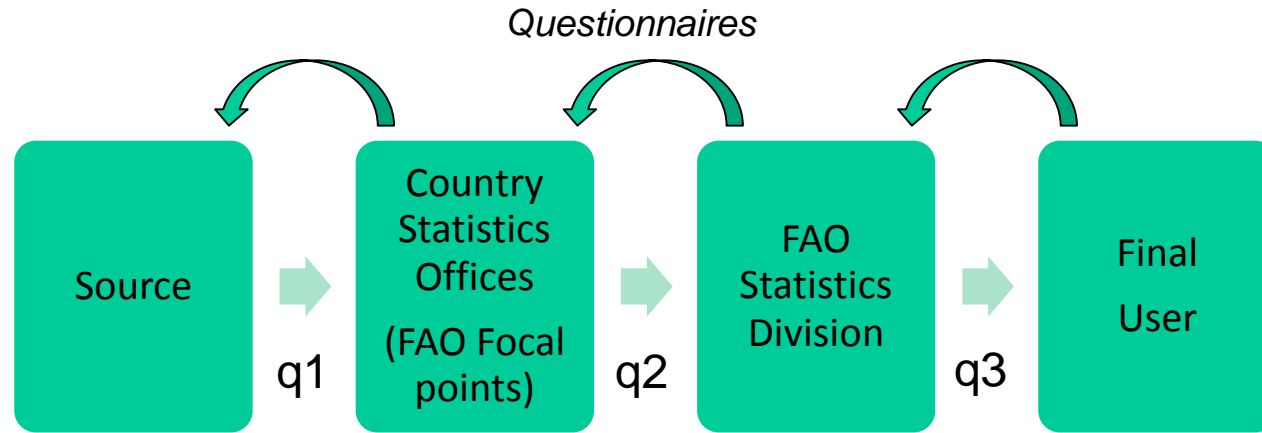 Questionnaires
Source
q1
Country
Statistics
Offices
(FAO Focal
points)
q2
FAO
Statistics
Division
q3
Final
User